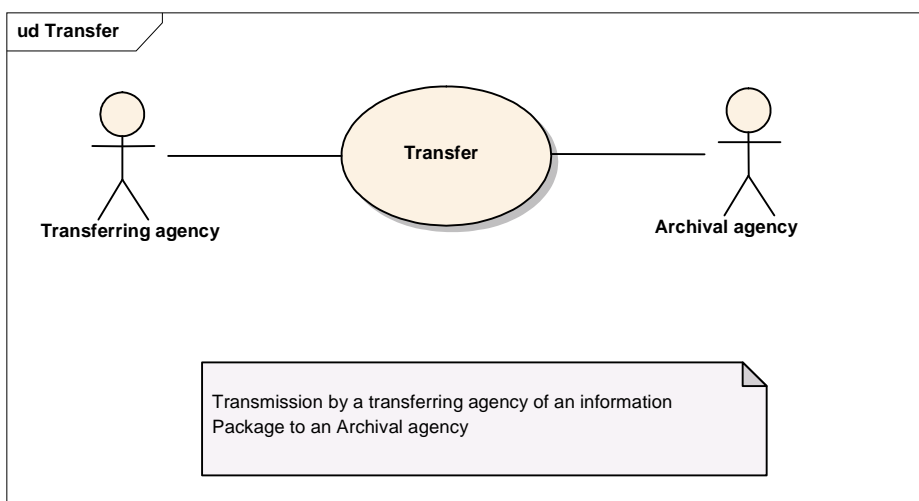 ud Transfer
Transfer
Transferring agency
Archival agency
Transmission by a transferring agency of an information
Package to an Archival agency